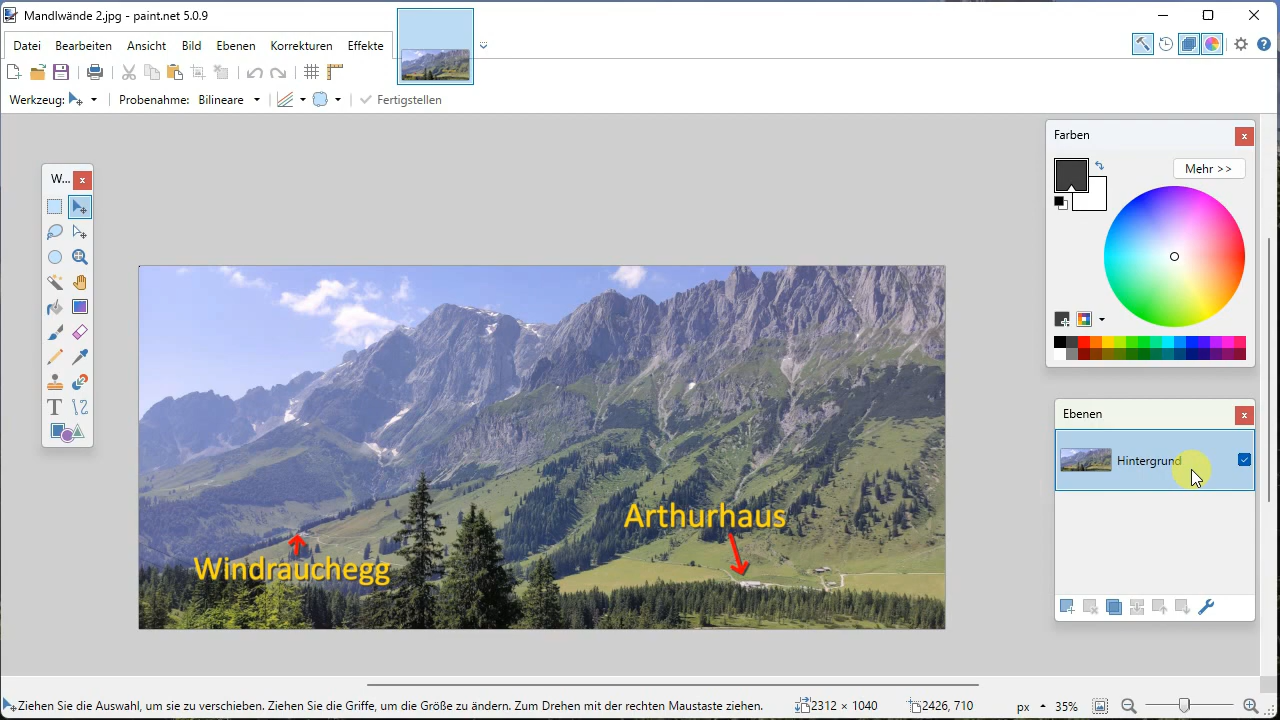 Mandlwände 2.jpg - paint.net 5.0.9
Datei Bearbeiten Ansicht Bild Ebenen Korrekturen Effekte
Werkzeug: Probenahme: Bilineare Fertigstellen
W...
Farben
Mehr >>
Ebenen
Hintergrund
Arthurhaus
Windrauchegg
Ziehen Sie die Auswahl, um sie zu verschieben. Ziehen Sie die Griffe, um die Größe zu ändern. Zum Drehen mit der rechten Maustaste ziehen. 2312 × 1040 2426, 710 px 35%